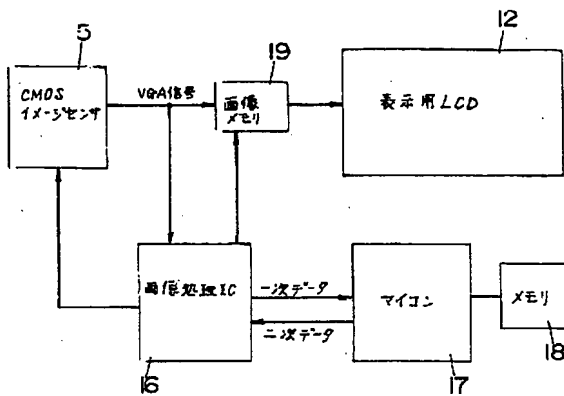 5
CMOS
イメージセンサ
VGA信号
19
画像
メモリ
12
表示用LCD
画像処理IC
16
一次データ
二次データ
マイコン
17
メモリ
18